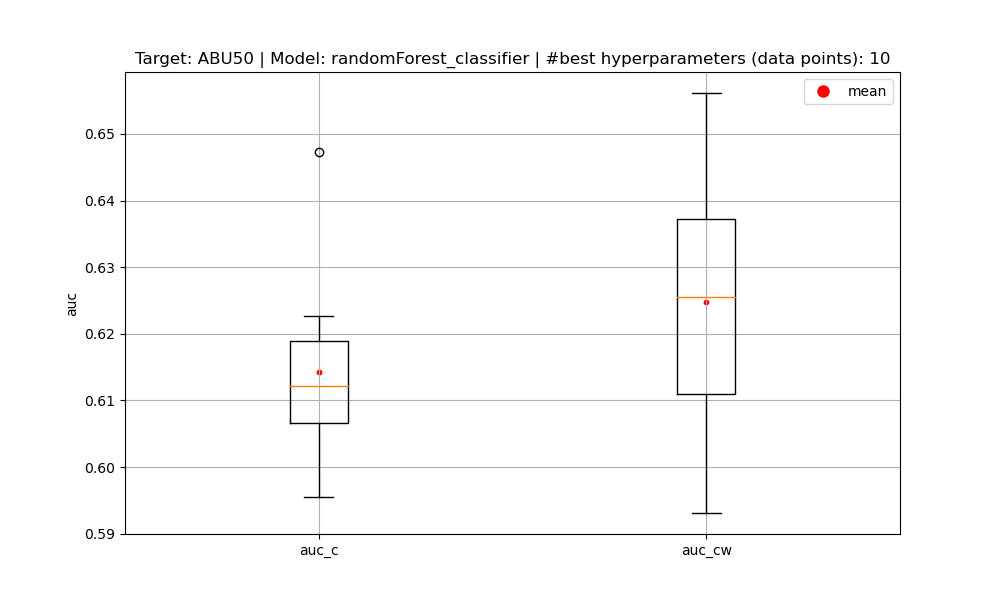 Target: ABU50 | Model: randomForest_classifier | #best hyperparameters (data points): 10
mean
0.65
0.64
0.63
0.62
0.61
0.60
0.59
auc
auc_c
auc_cw